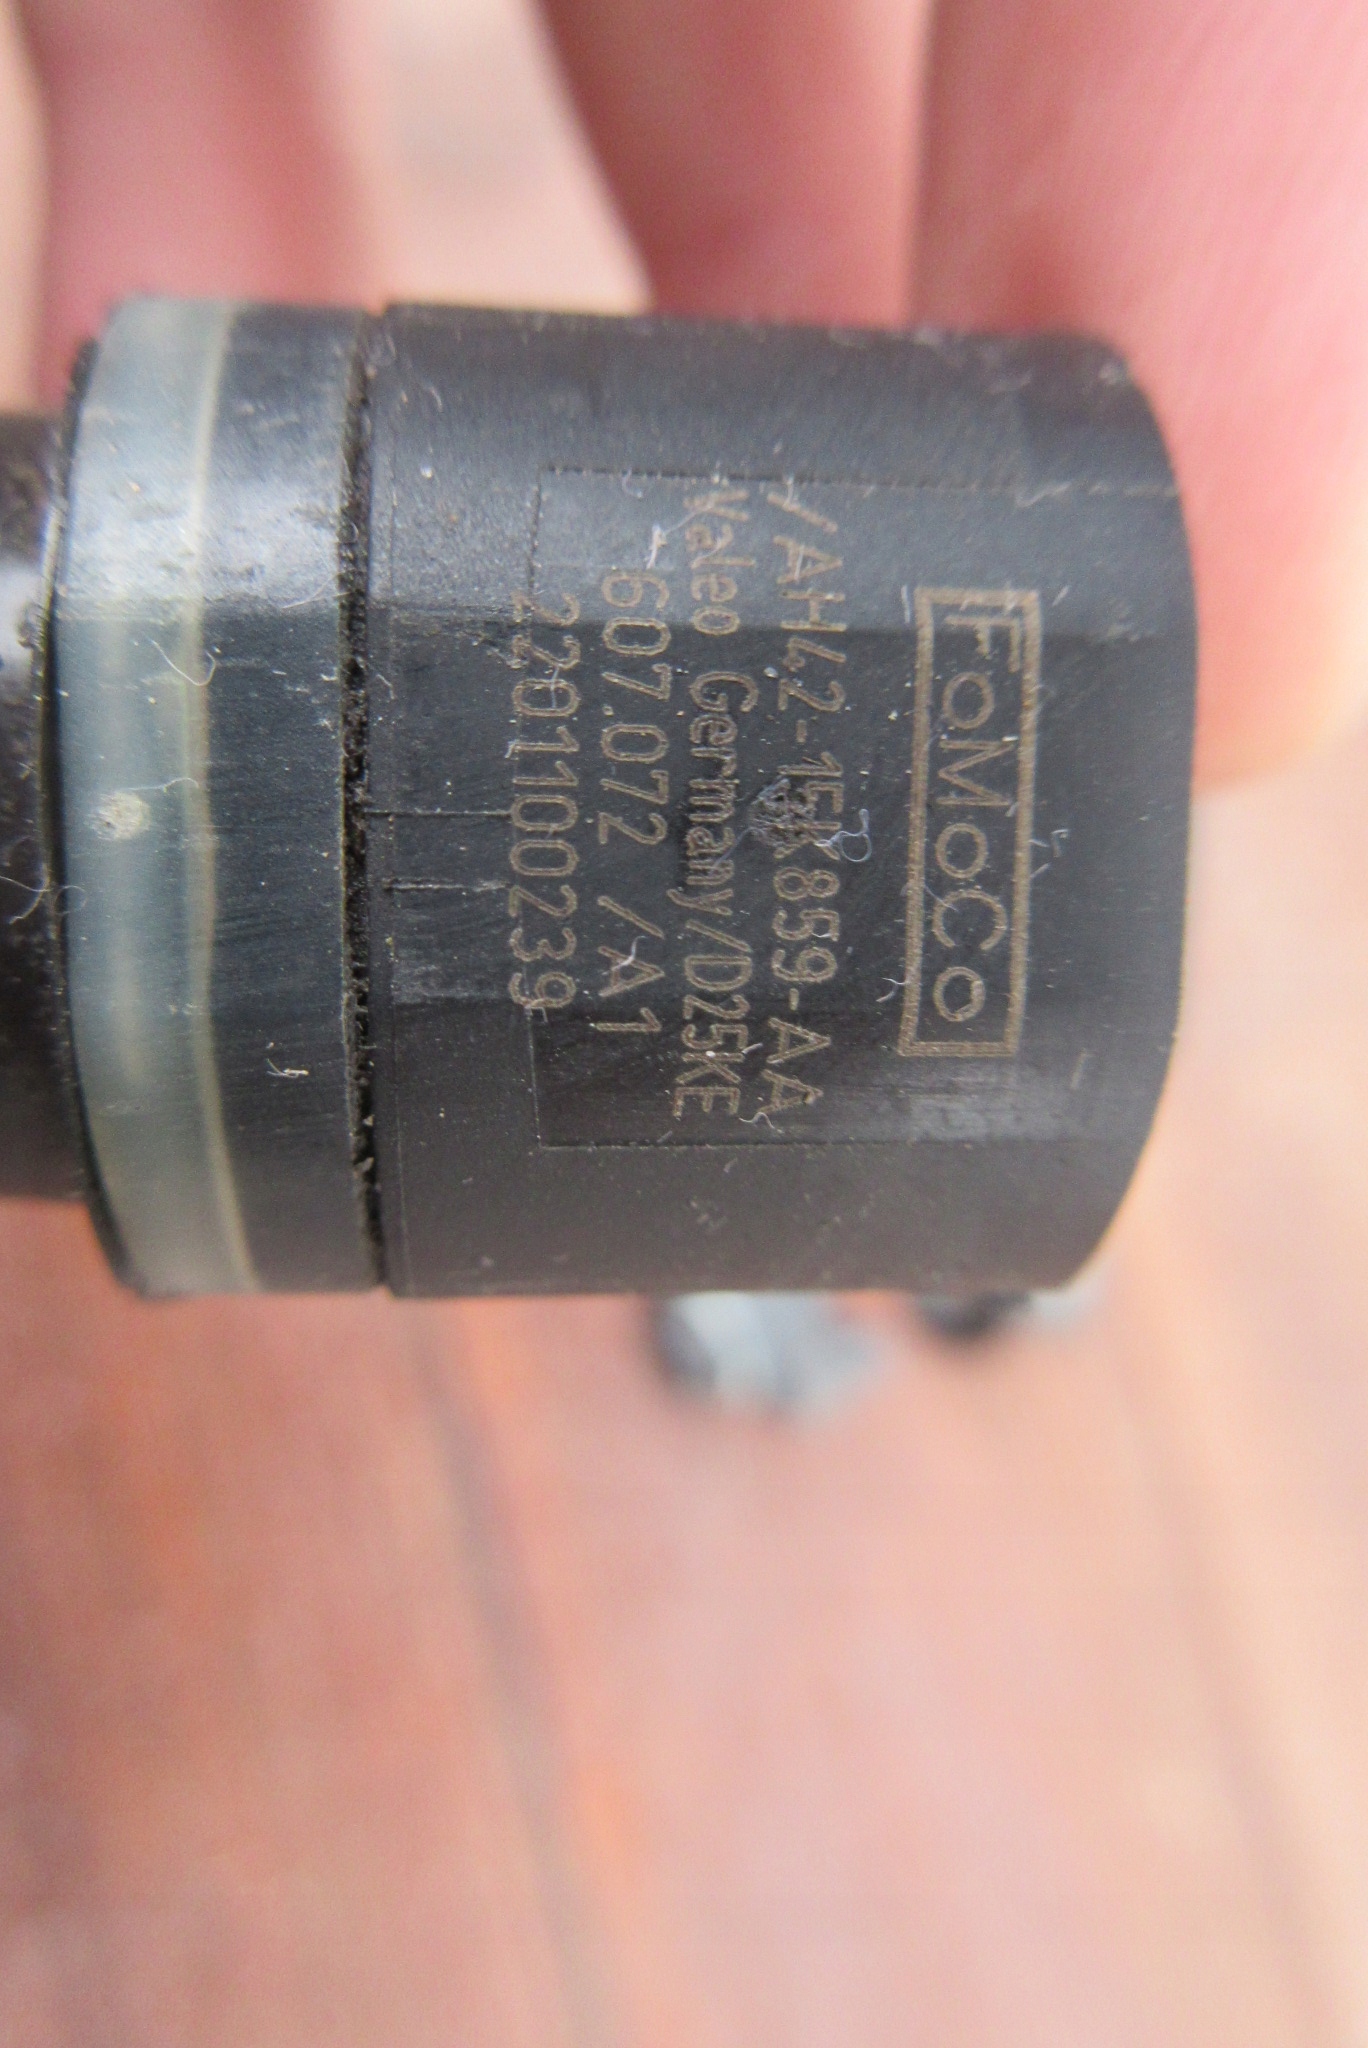 FoMoCo
/AH42-15K859-AA
Valeo Germany/D25KE
607.072 /A1
2201100239